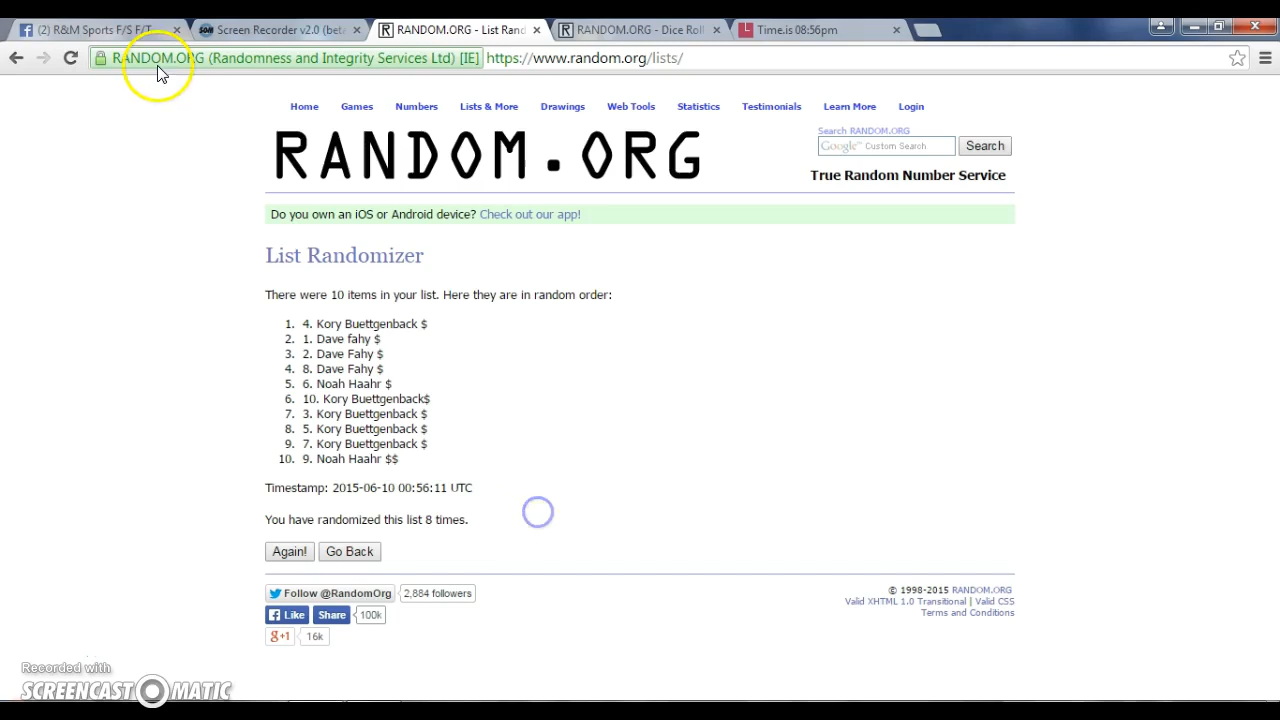 (2) R&M Sports F/S F/T
Screen Recorder v2.0 (beta
RANDOM.ORG - List Rand
RANDOM.ORG - Dice Roll
Time.is 08:56pm
RANDOM.ORG (Randomness and Integrity Services Ltd) [IE] https://www.random.org/lists/
Home Games Numbers Lists & More Drawings Web Tools Statistics Testimonials Learn More Login
RANDOM.ORG
Search RANDOM.ORG
Google Custom Search Search
True Random Number Service
Do you own an iOS or Android device? Check out our app!
List Randomizer
There were 10 items in your list. Here they are in random order:
1. 4. Kory Buettgenback $
2. 1. Dave fahy $
3. 2. Dave Fahy $
4. 8. Dave Fahy $
5. 6. Noah Haahr $
6. 10. Kory Buettgenback$
7. 3. Kory Buettgenback $
8. 5. Kory Buettgenback $
9. 7. Kory Buettgenback $
10. 9. Noah Haahr $$
Timestamp: 2015-06-10 00:56:11 UTC
You have randomized this list 8 times.
Again! Go Back
Follow @RandomOrg 2,884 followers
Like Share 100k
g+1 16k
© 1998-2015 RANDOM.ORG
Valid XHTML 1.0 Transitional | Valid CSS
Terms and Conditions
Recorded with
SCREENCAST-O-MATIC